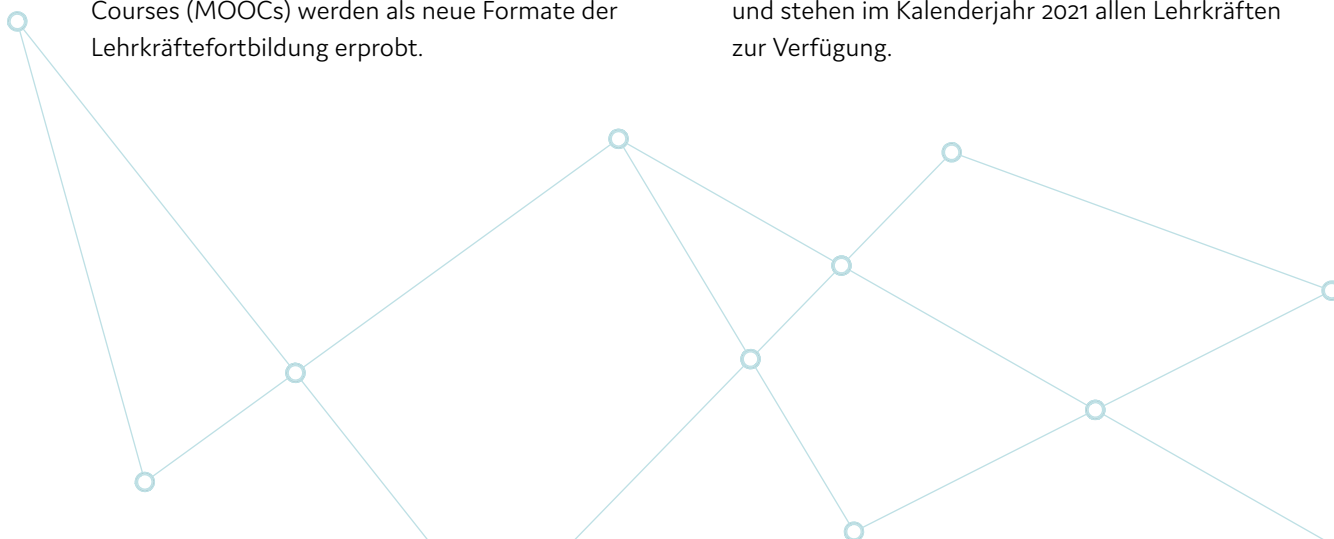 Courses (MOOCs) werden als neue Formate der
Lehrkräftefortbildung erprobt.
und stehen im Kalenderjahr 2021 allen Lehrkräften
zur Verfügung.